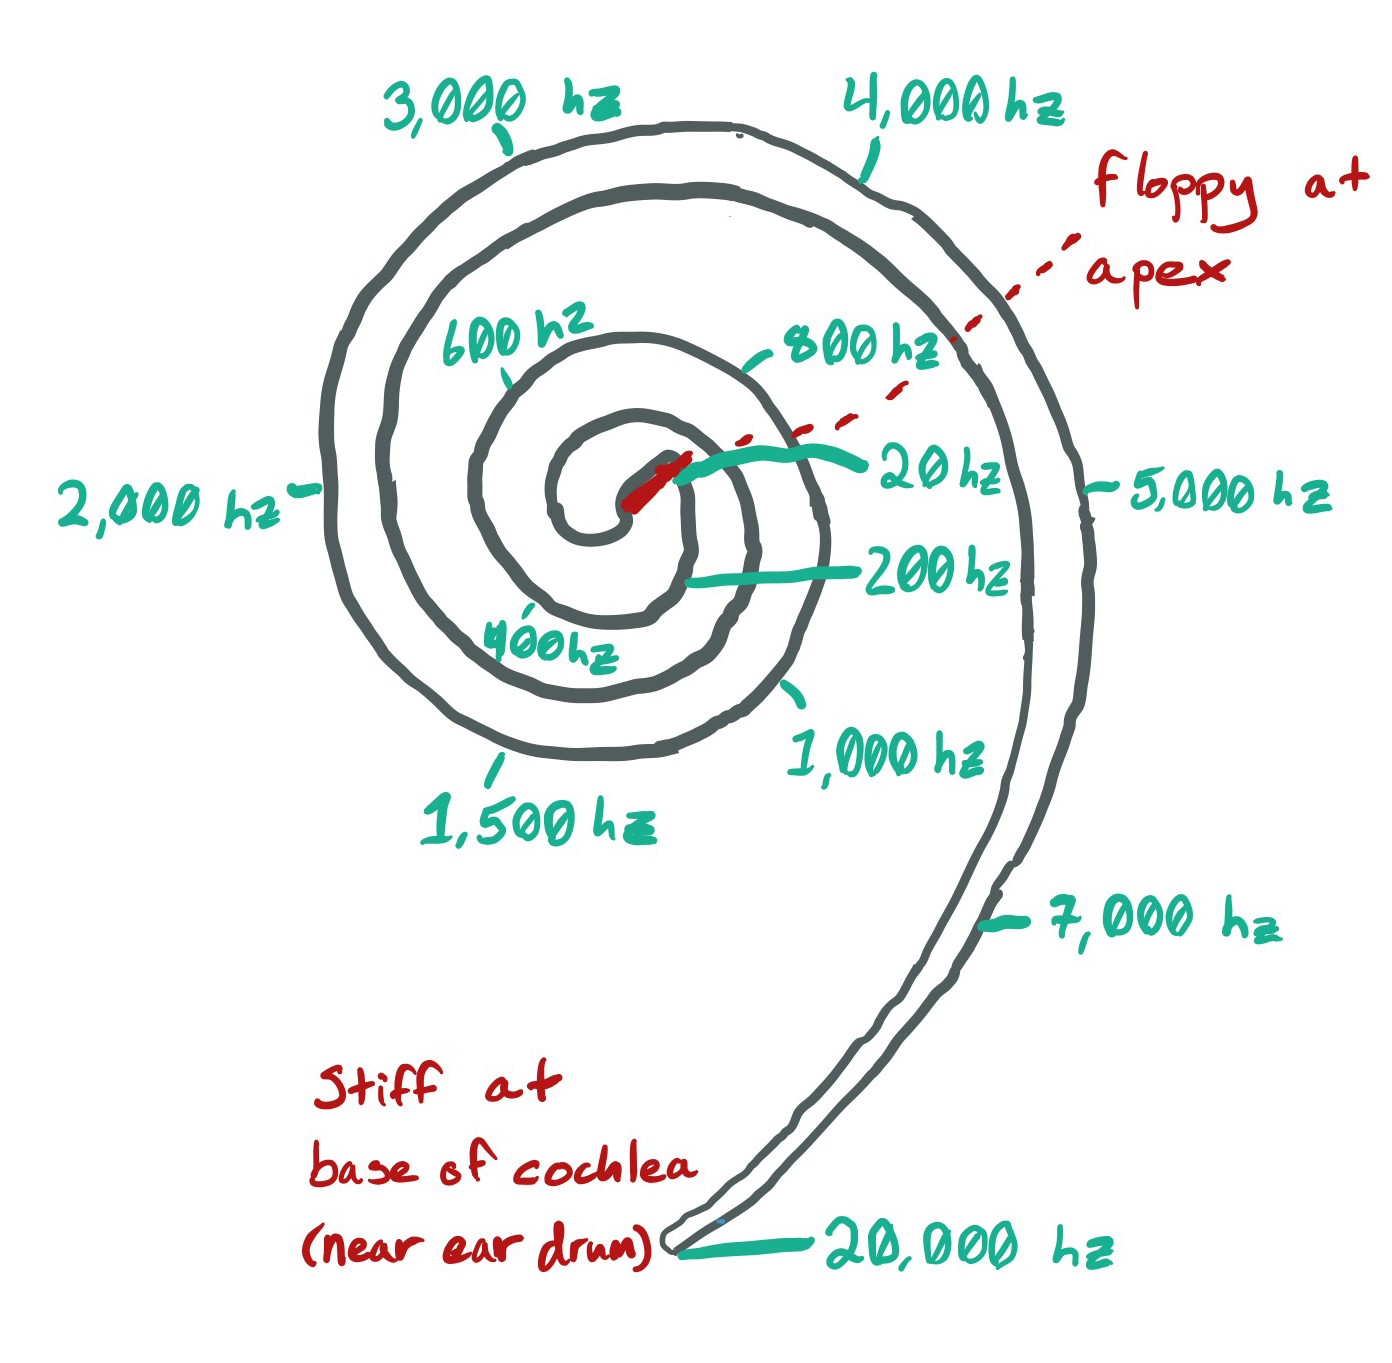 3,000 hz
4,000 hz
floppy at
apex
600 hz
800 hz
20 hz
2,000 hz
5,000 hz
200 hz
400hz
1,000 hz
1,500 hz
7,000 hz
Stiff at
base of cochlea
(near ear drum)
20,000 hz